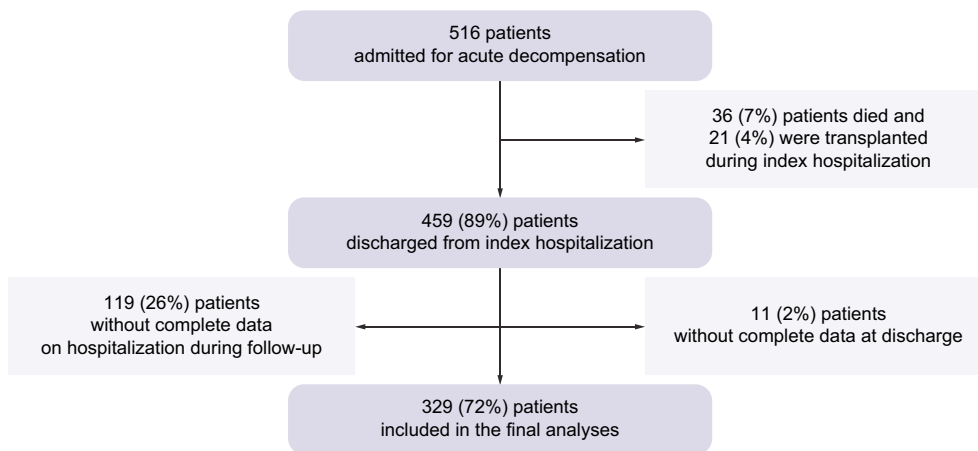 516 patients
admitted for acute decompensation
36 (7%) patients died and
21 (4%) were transplanted
during index hospitalization
459 (89%) patients
discharged from index hospitalization
119 (26%) patients
without complete data
on hospitalization during follow-up
11 (2%) patients
without complete data at discharge
329 (72%) patients
included in the final analyses